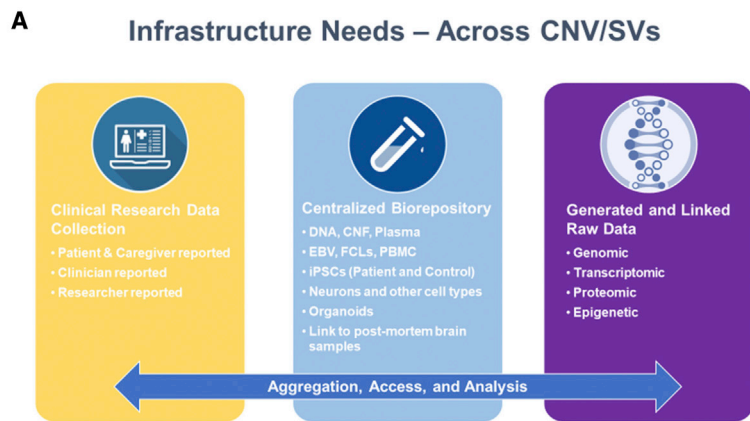 A
Infrastructure Needs – Across CNV/SVs
Clinical Research Data
Collection
• Patient & Caregiver reported
• Clinician reported
• Researcher reported
Centralized Biorepository
• DNA, CNF, Plasma
• EBV, FCLs, PBMC
• iPSCs (Patient and Control)
• Neurons and other cell types
• Organoids
• Link to post-mortem brain
samples
Generated and Linked
Raw Data
• Genomic
• Transcriptomic
• Proteomic
• Epigenetic
Aggregation, Access, and Analysis